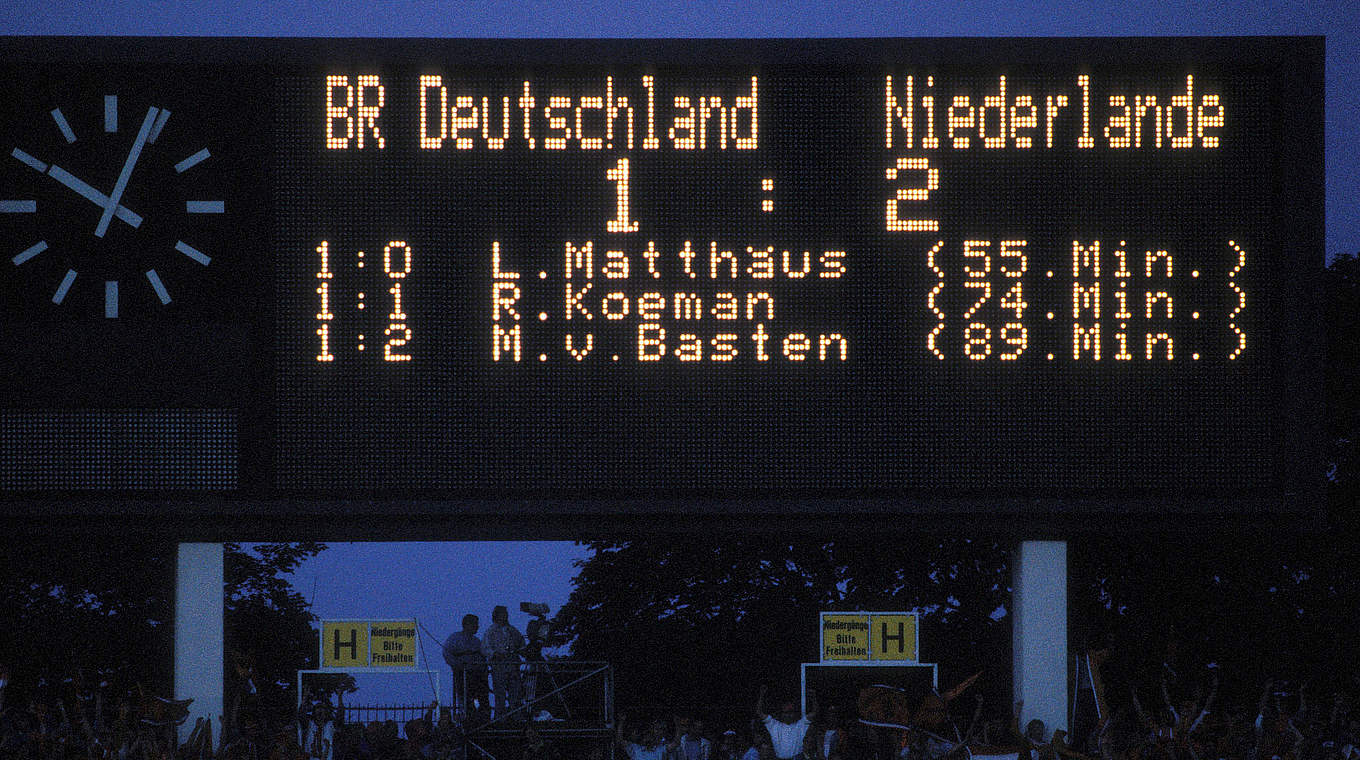 BR Deutschland Niederlande
1 : 2
1:0 L.Matthäus (55.Min.)
1:1 R.Koeman (74.Min.)
1:2 M.v.Basten (89.Min.)
H
Niedergänge
Bitte
Freihalten
Niedergänge
Bitte
Freihalten
H